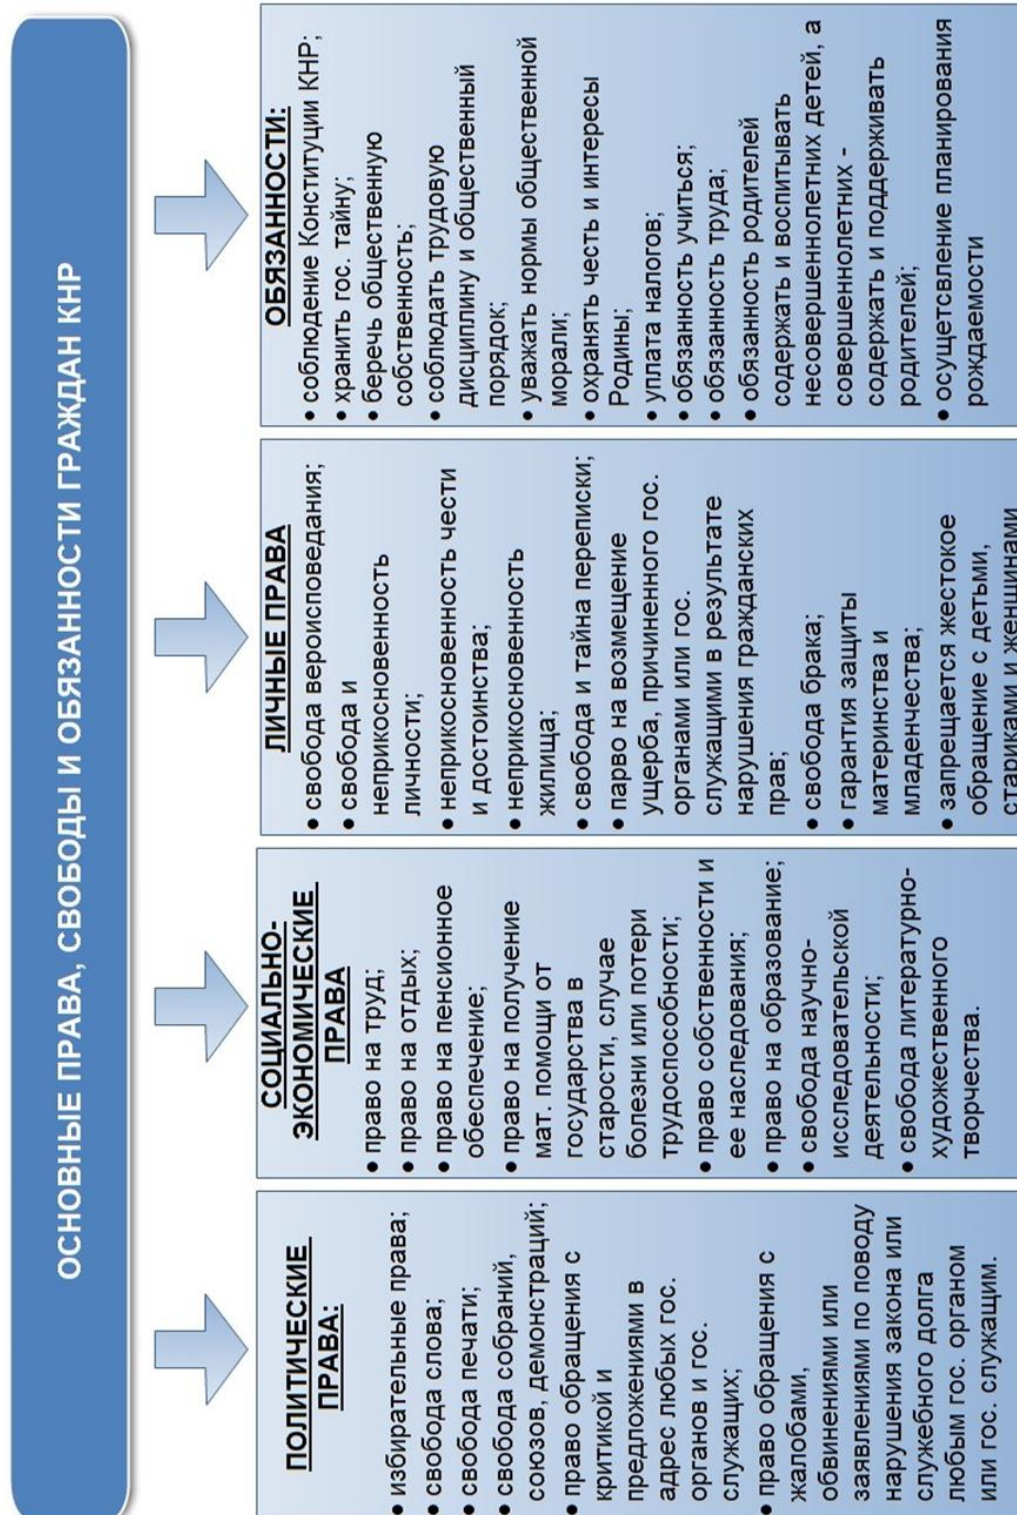 ОСНОВНЫЕ ПРАВА, СВОБОДЫ И ОБЯЗАННОСТИ ГРАЖДАН КНР
ПОЛИТИЧЕСКИЕ
ПРАВА:
• избирательные права;
• свобода слова;
• свобода печати;
• свобода собраний,
союзов, демонстраций;
• право обращения с
критикой и
предложениями в
адрес любых гос.
органов и гос.
служащих;
• право обращения с
жалобами,
обвинениями или
заявлениями по поводу
нарушения закона или
служебного долга
любым гос. органом
или гос. служащим.
СОЦИАЛЬНО-
ЭКОНОМИЧЕСКИЕ
ПРАВА
• право на труд;
• право на отдых;
• право на пенсионное
обеспечение;
• право на получение
мат. помощи от
государства в
старости, случае
болезни или потери
трудоспособности;
• право собственности и
ее наследования;
• право на образование;
• свобода научно-
исследовательской
деятельности;
• свобода литературно-
художественного
творчества.
ЛИЧНЫЕ ПРАВА
• свобода вероисповедания;
• свобода и
неприкосновенность
личности;
• неприкосновенность чести
и достоинства;
• неприкосновенность
жилища;
• свобода и тайна переписки;
• парво на возмещение
ущерба, причиненного гос.
органами или гос.
служащими в результате
нарушения гражданских
прав;
• свобода брака;
• гарантия защиты
материнства и
младенчества;
• запрещается жестокое
обращение с детьми,
стариками и женщинами
ОБЯЗАННОСТИ:
• соблюдение Конституции КНР;
• хранить гос. тайну;
• беречь общественную
собственность;
• соблюдать трудовую
дисциплину и общественный
порядок;
• уважать нормы общественной
морали;
• охранять честь и интересы
Родины;
• уплата налогов;
• обязанность учиться;
• обязанность труда;
• обязанность родителей
содержать и воспитывать
несовершеннолетних детей, а
совершеннолетних -
содержать и поддерживать
родителей;
• осущетсвление планирования
рождаемости